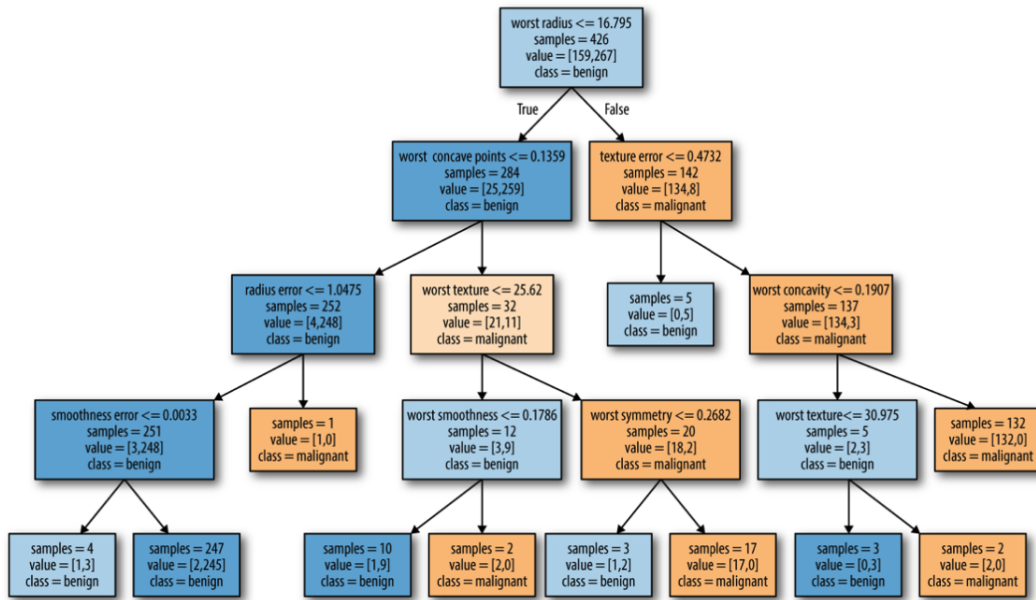 worst radius <= 16.795
samples = 426
value = [159,267]
class = benign
True
False
worst concave points <= 0.1359
samples = 284
value = [25,259]
class = benign
texture error <= 0.4732
samples = 142
value = [134,8]
class = malignant
radius error <= 1.0475
samples = 252
value = [4,248]
class = benign
worst texture <= 25.62
samples = 32
value = [21,11]
class = malignant
samples = 5
value = [0,5]
class = benign
worst concavity <= 0.1907
samples = 137
value = [134,3]
class = malignant
smoothness error <= 0.0033
samples = 251
value = [3,248]
class = benign
samples = 1
value = [1,0]
class = malignant
worst smoothness <= 0.1786
samples = 12
value = [3,9]
class = benign
worst symmetry <= 0.2682
samples = 20
value = [18,2]
class = malignant
worst texture<= 30.975
samples = 5
value = [2,3]
class = benign
samples = 132
value = [132,0]
class = malignant
samples = 4
value = [1,3]
class = benign
samples = 247
value = [2,245]
class = benign
samples = 10
value = [1,9]
class = benign
samples = 2
value = [2,0]
class = malignant
samples = 3
value = [1,2]
class = benign
samples = 17
value = [17,0]
class = malignant
samples = 3
value = [0,3]
class = benign
samples = 2
value = [2,0]
class = malignant